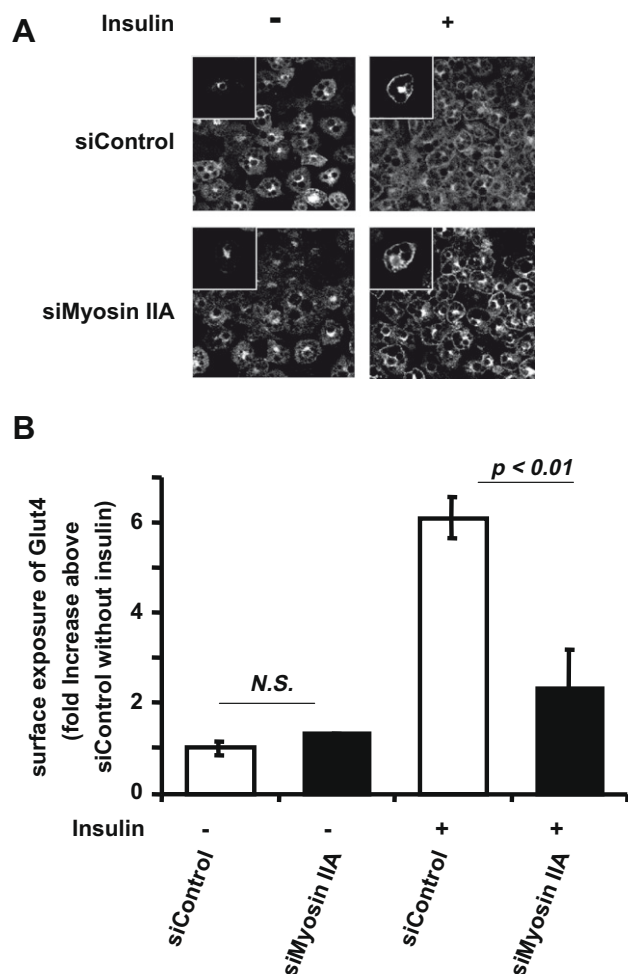 A
Insulin - +
siControl
siMyosin IIA
B
surface exposure of Glut4
(fold Increase above
siControl without insulin)
6
4
2
0
N.S.
p < 0.01
Insulin - - + +
siControl
siMyosin IIA
siControl
siMyosin IIA